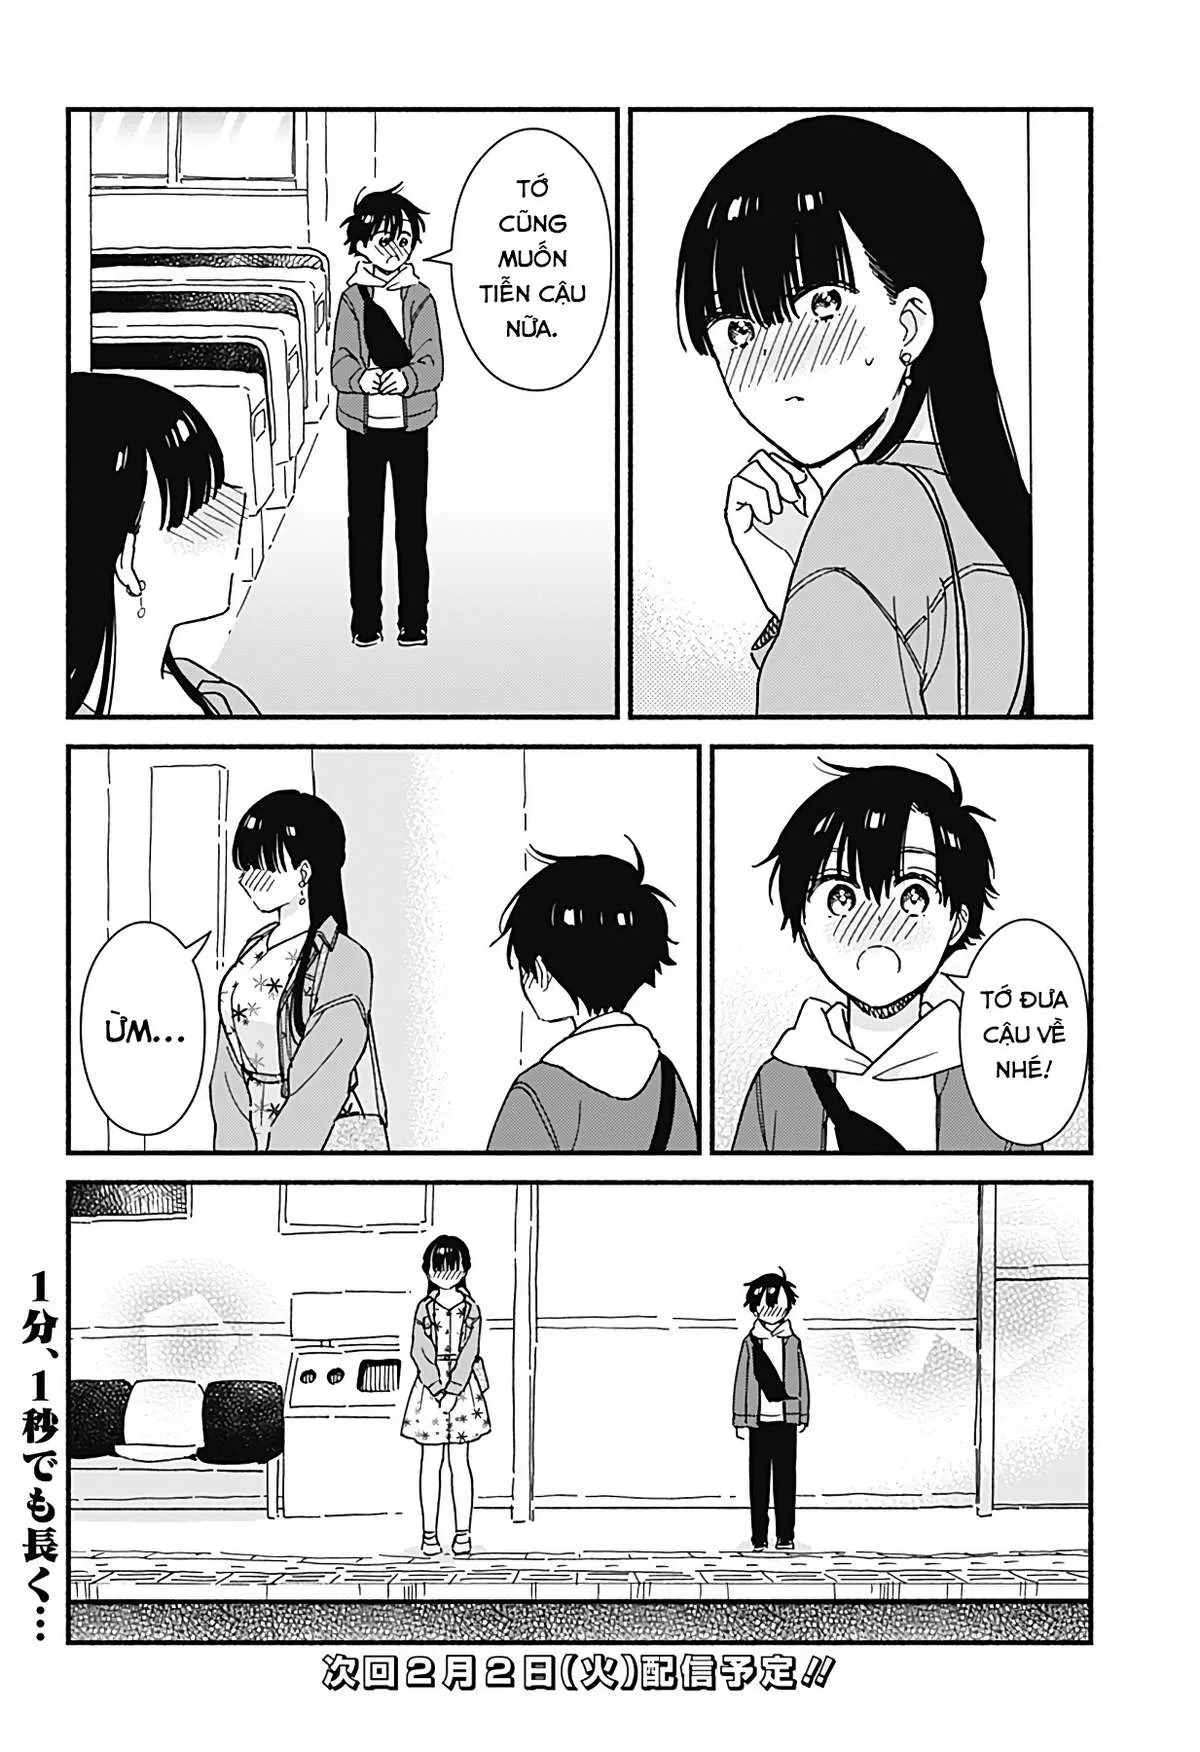 TỚ
CŨNG
MUỐN
TIỄN CẬU
NỮA.
TỚ ĐƯA
CẬU VỀ
NHÉ!
ỪM...
1分、1秒でも長く…
次回2月2日(火)配信予定!!